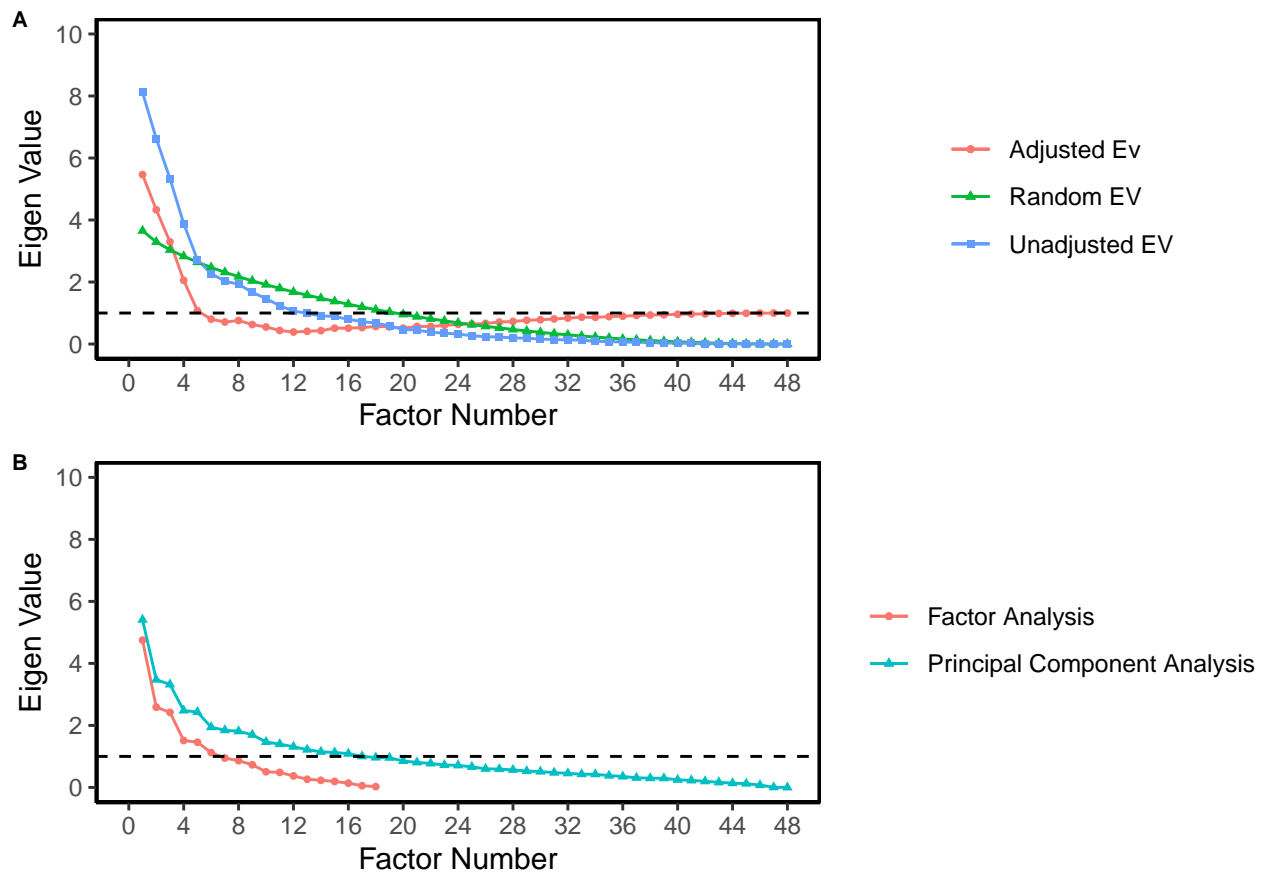 A
10
8
6
4
2
0
Eigen Value
0 4 8 12 16 20 24 28 32 36 40 44 48
Factor Number
Adjusted Ev
Random EV
Unadjusted EV
B
10
8
6
4
2
0
Eigen Value
0 4 8 12 16 20 24 28 32 36 40 44 48
Factor Number
Factor Analysis
Principal Component Analysis